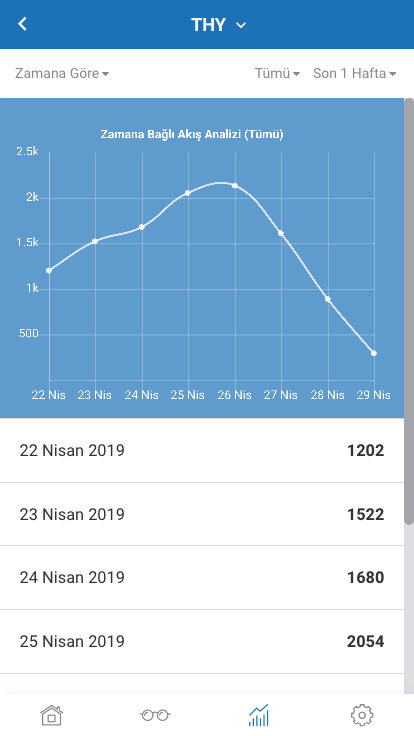 THY
Zamana Göre Tümü Son 1 Hafta
Zamana Bağlı Akış Analizi (Tümü)
2.5k
2k
1.5k
1k
500
22 Nis 23 Nis 24 Nis 25 Nis 26 Nis 27 Nis 28 Nis 29 Nis
22 Nisan 2019 1202
23 Nisan 2019 1522
24 Nisan 2019 1680
25 Nisan 2019 2054